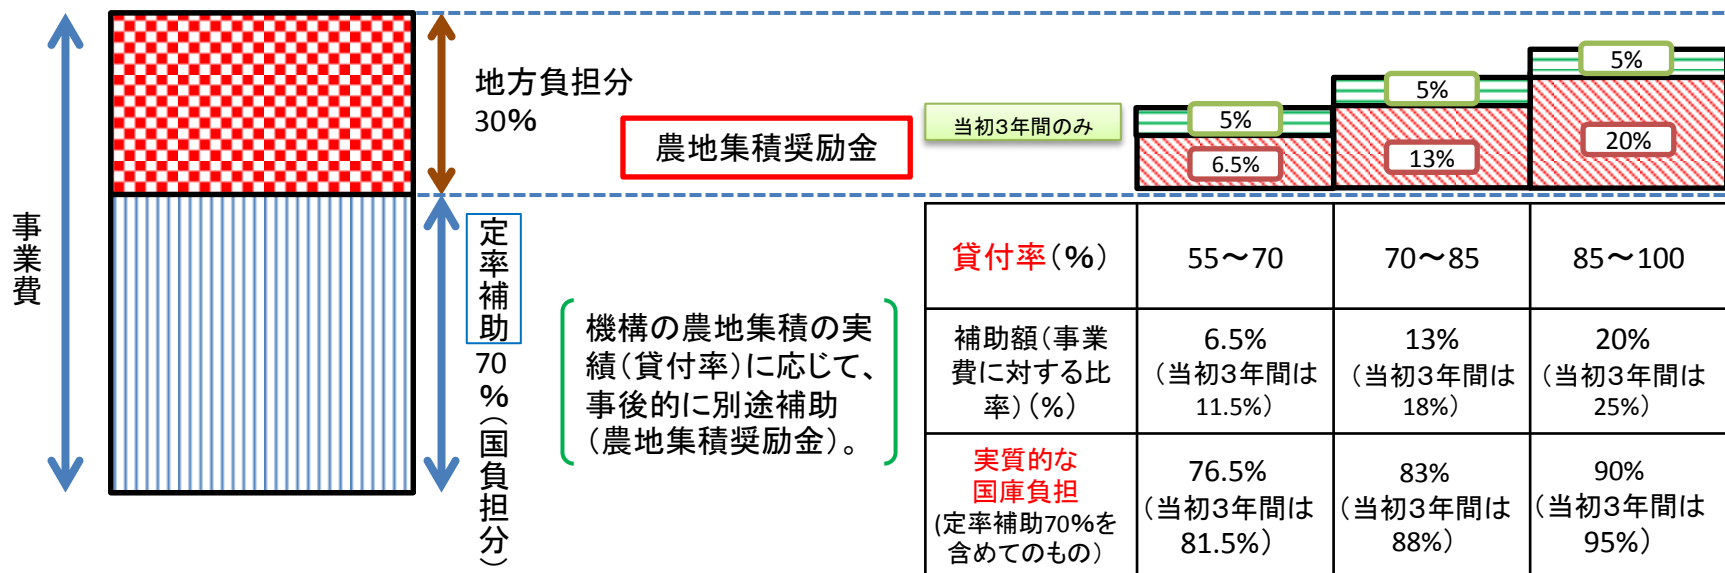 事業費
地方負担分
30%
定率補助
70%（国負担分）
農地集積奨励金
機構の農地集積の実
績（貸付率）に応じて、
事後的に別途補助
（農地集積奨励金）。
当初3年間のみ
5%
6.5%
5%
13%
5%
20%
貸付率（%）
55～70
70～85
85～100
補助額（事業
費に対する比
率）（%）
6.5%
（当初3年間は
11.5%）
13%
（当初3年間は
18%）
20%
（当初3年間は
25%）
実質的な
国庫負担
(定率補助70%を
含めてのもの）
76.5%
（当初3年間は
81.5%）
83%
（当初3年間は
88%）
90%
（当初3年間は
95%）